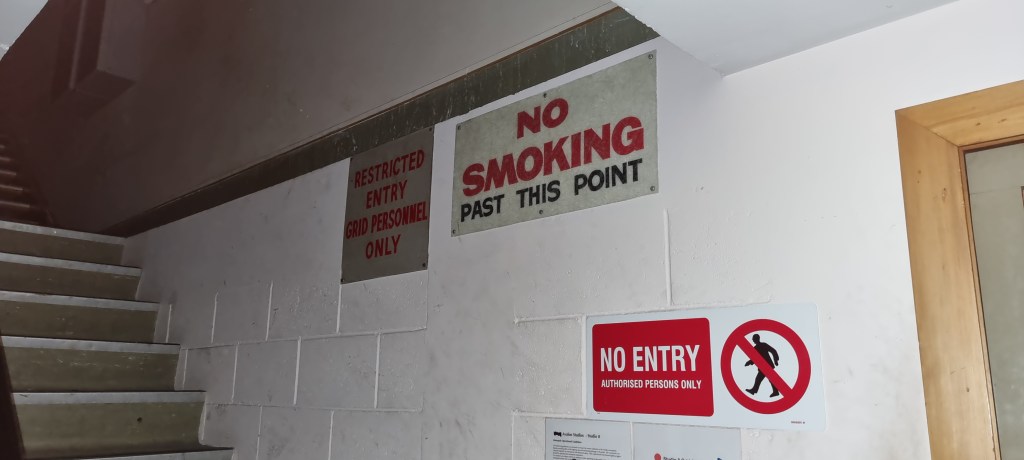 RESTRICTED
ENTRY
GRID PERSONNEL
ONLY
NO
SMOKING
PAST THIS POINT
NO ENTRY
AUTHORISED PERSONS ONLY